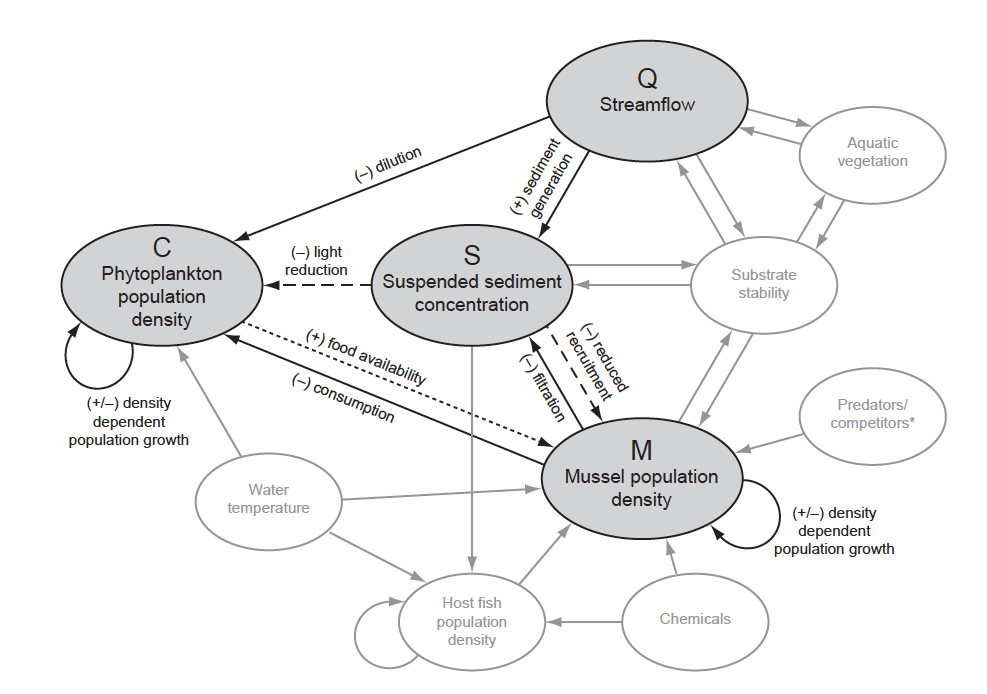 Q
Streamflow
Aquatic
vegetation
(–) dilution
(+) sediment
generation
C
Phytoplankton
population
density
(–) light
reduction
S
Suspended sediment
concentration
Substrate
stability
(+) food availability
(–) consumption
(–) reduced
recruitment
(–) filtration
(+/–) density
dependent
population growth
Predators/
competitors*
M
Mussel population
density
Water
temperature
(+/–) density
dependent
population growth
Host fish
population
density
Chemicals